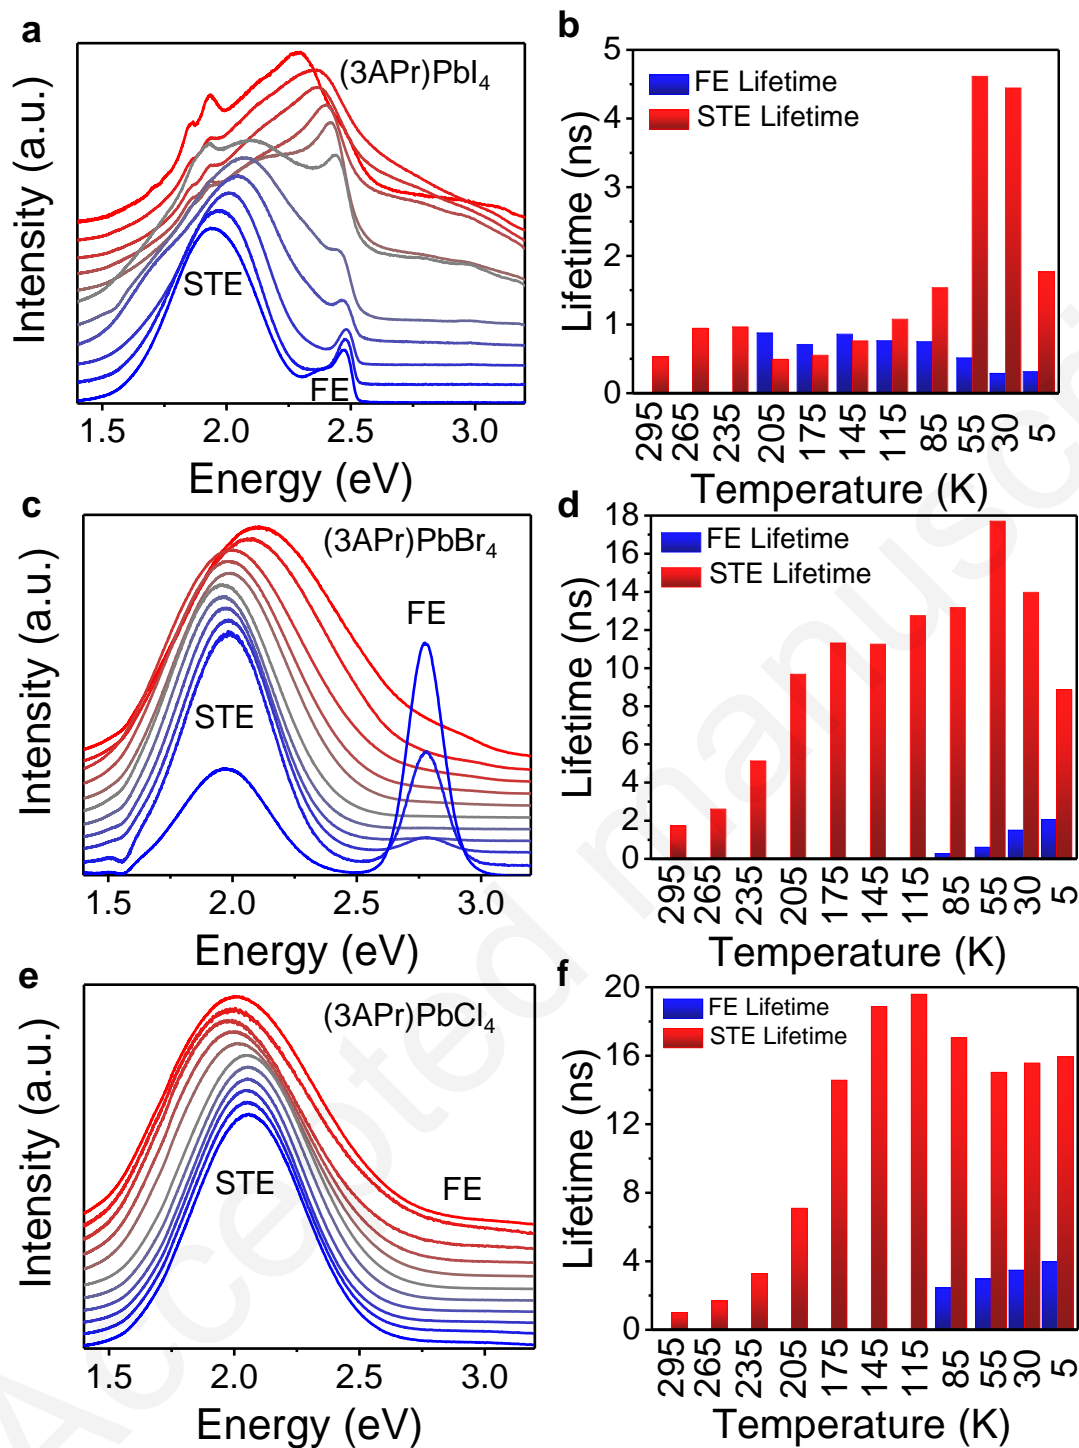 a
(3APr)PbI4
STE
FE
Intensity (a.u.)
1.5 2.0 2.5 3.0
Energy (eV)
b
FE Lifetime
STE Lifetime
Lifetime (ns)
5
4
3
2
1
0
295 265 235 205 175 145 115 85 55 30 5
Temperature (K)
c
(3APr)PbBr4
FE
STE
Intensity (a.u.)
1.5 2.0 2.5 3.0
Energy (eV)
d
FE Lifetime
STE Lifetime
Lifetime (ns)
18
16
14
12
10
8
6
4
2
0
295 265 235 205 175 145 115 85 55 30 5
Temperature (K)
e
(3APr)PbCl4
STE
FE
Intensity (a.u.)
1.5 2.0 2.5 3.0
Energy (eV)
f
FE Lifetime
STE Lifetime
Lifetime (ns)
20
16
12
8
4
0
295 265 235 205 175 145 115 85 55 30 5
Temperature (K)
Accepted manuscri